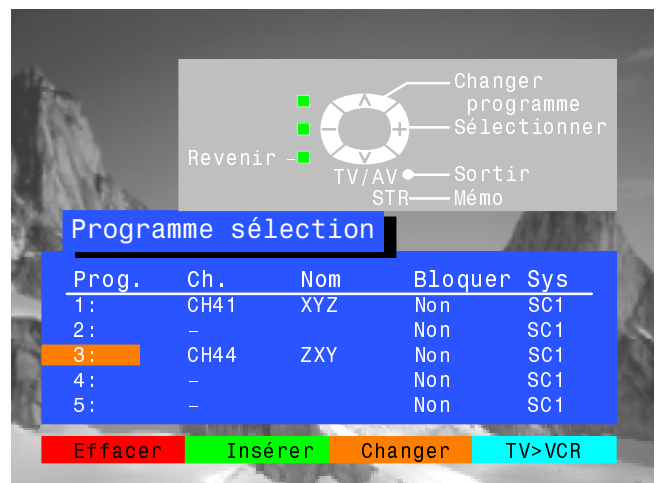 Changer
programme
Sélectionner
Revenir
TV/AV Sortir
STR Mémo
Programme sélection
Prog. Ch. Nom Bloquer Sys
1: CH41 XYZ Non SC1
2: – Non SC1
3: CH44 ZXY Non SC1
4: – Non SC1
5: – Non SC1
Effacer Insérer Changer TV>VCR